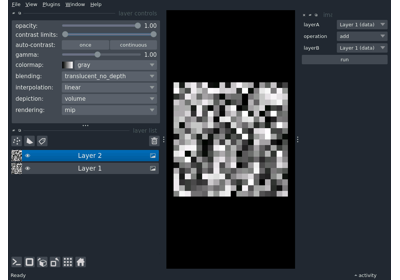 File View Plugins Window Help
layer controls
opacity: 1.00
contrast limits:
auto-contrast: once continuous
gamma: 1.00
colormap: gray
blending: translucent_no_depth
interpolation: linear
depiction: volume
rendering: mip
layer list
Layer 2
Layer 1
Ready
layerA Layer 1 (data)
operation add
layerB Layer 1 (data)
run
activity